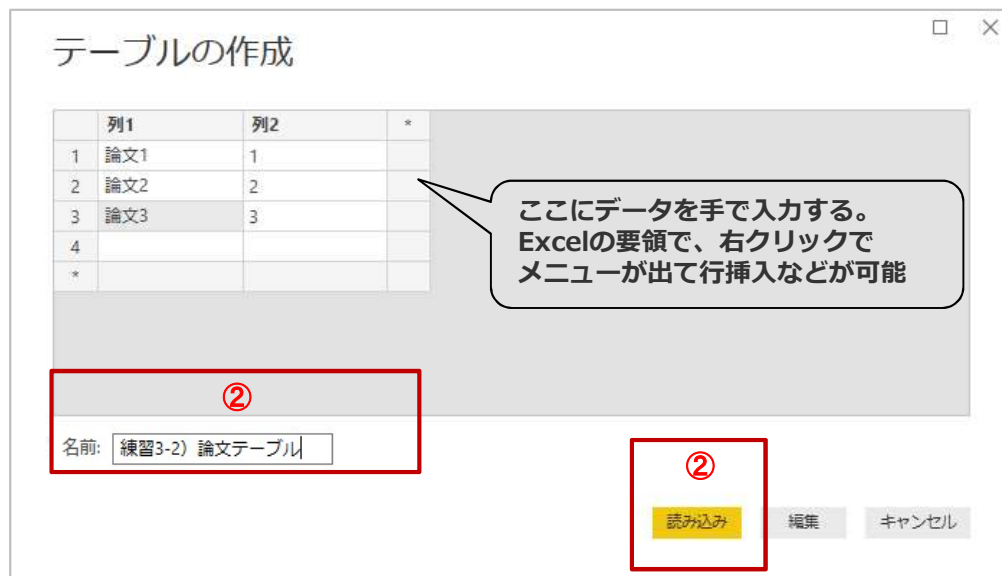 テーブルの作成
列1 列2 *
1 論文1 1
2 論文2 2
3 論文3 3
4
*
ここにデータを手で入力する。
Excelの要領で、右クリックで
メニューが出て行挿入などが可能
②
名前: 練習3-2）論文テーブル
②
読み込み 編集 キャンセル